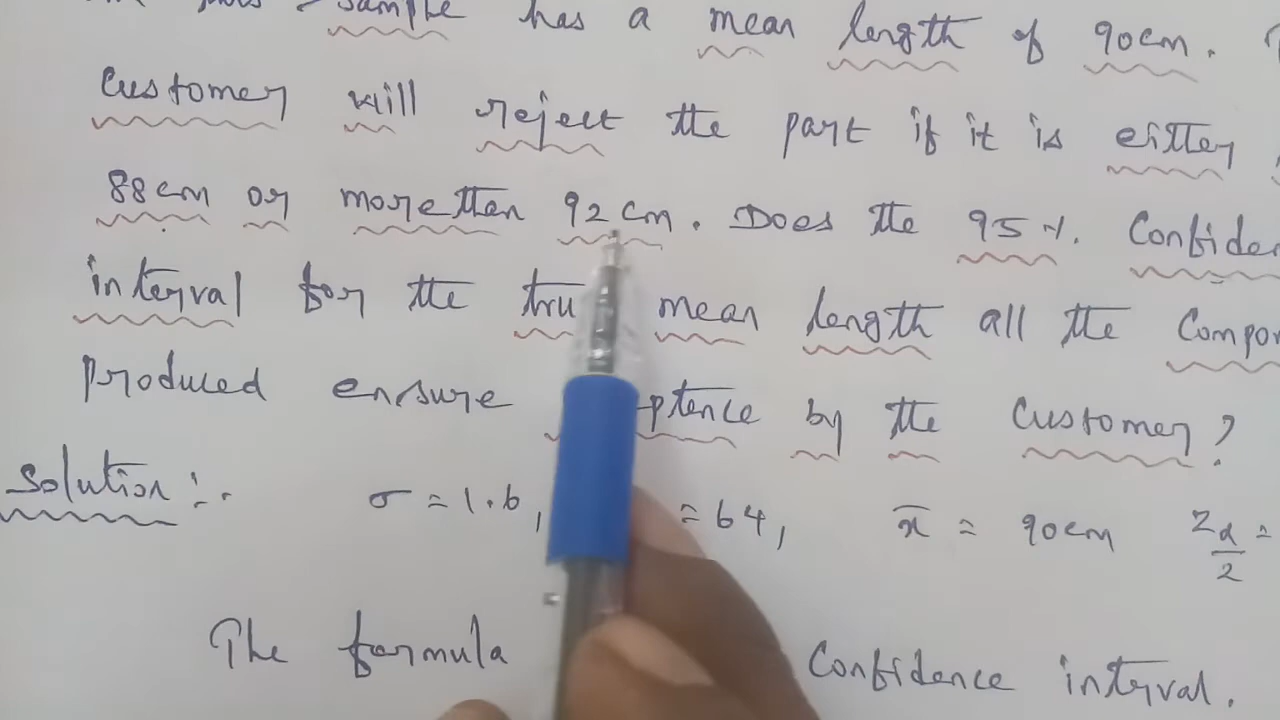 sample has a mean length of 90cm.
customer will reject the part if it is either
88cm or more than 92cm. Does the 95%. Confiden
interval for the tru mean length all the Compon
produced ensure ptence by the customer?
Solution:-. σ = 1.6, = 64, x̄ = 90cm Zα/2 =
The formula Confidence interval.